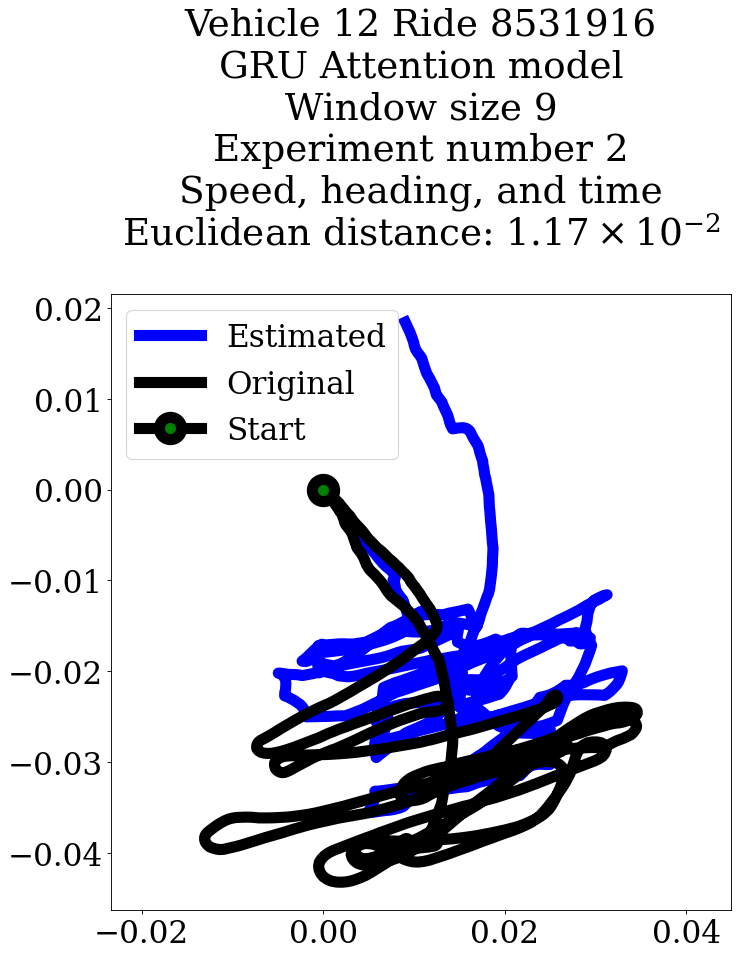 Vehicle 12 Ride 8531916
GRU Attention model
Window size 9
Experiment number 2
Speed, heading, and time
Euclidean distance: 1.17 × 10⁻²
Estimated
Original
Start
0.02
0.01
0.00
−0.01
−0.02
−0.03
−0.04
−0.02
0.00
0.02
0.04